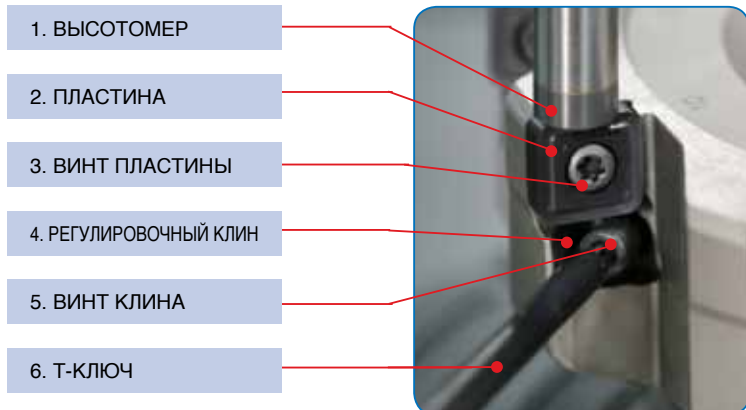 1. ВЫСОТОМЕР
2. ПЛАСТИНА
3. ВИНТ ПЛАСТИНЫ
4. РЕГУЛИРОВОЧНЫЙ КЛИН
5. ВИНТ КЛИНА
6. Т-КЛЮЧ